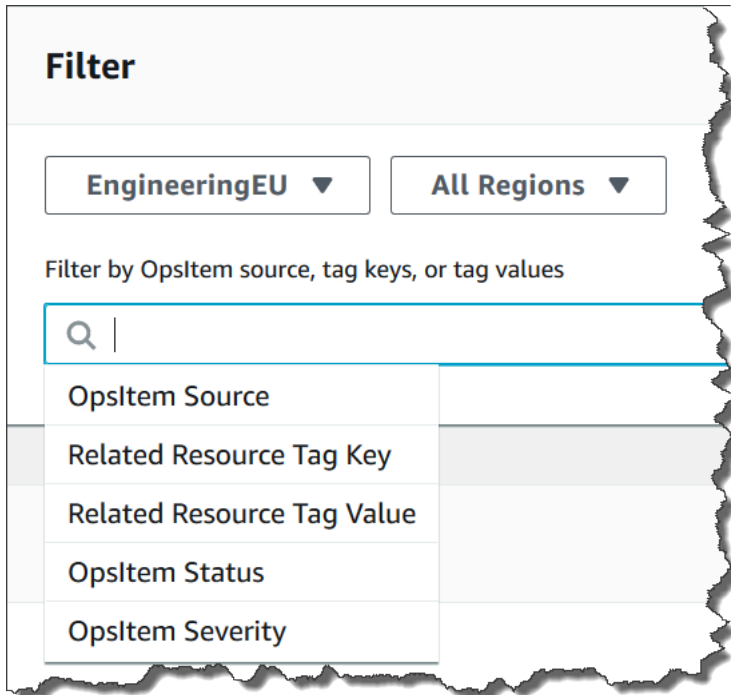 Filter
EngineeringEU All Regions
Filter by OpsItem source, tag keys, or tag values
OpsItem Source
Related Resource Tag Key
Related Resource Tag Value
OpsItem Status
OpsItem Severity